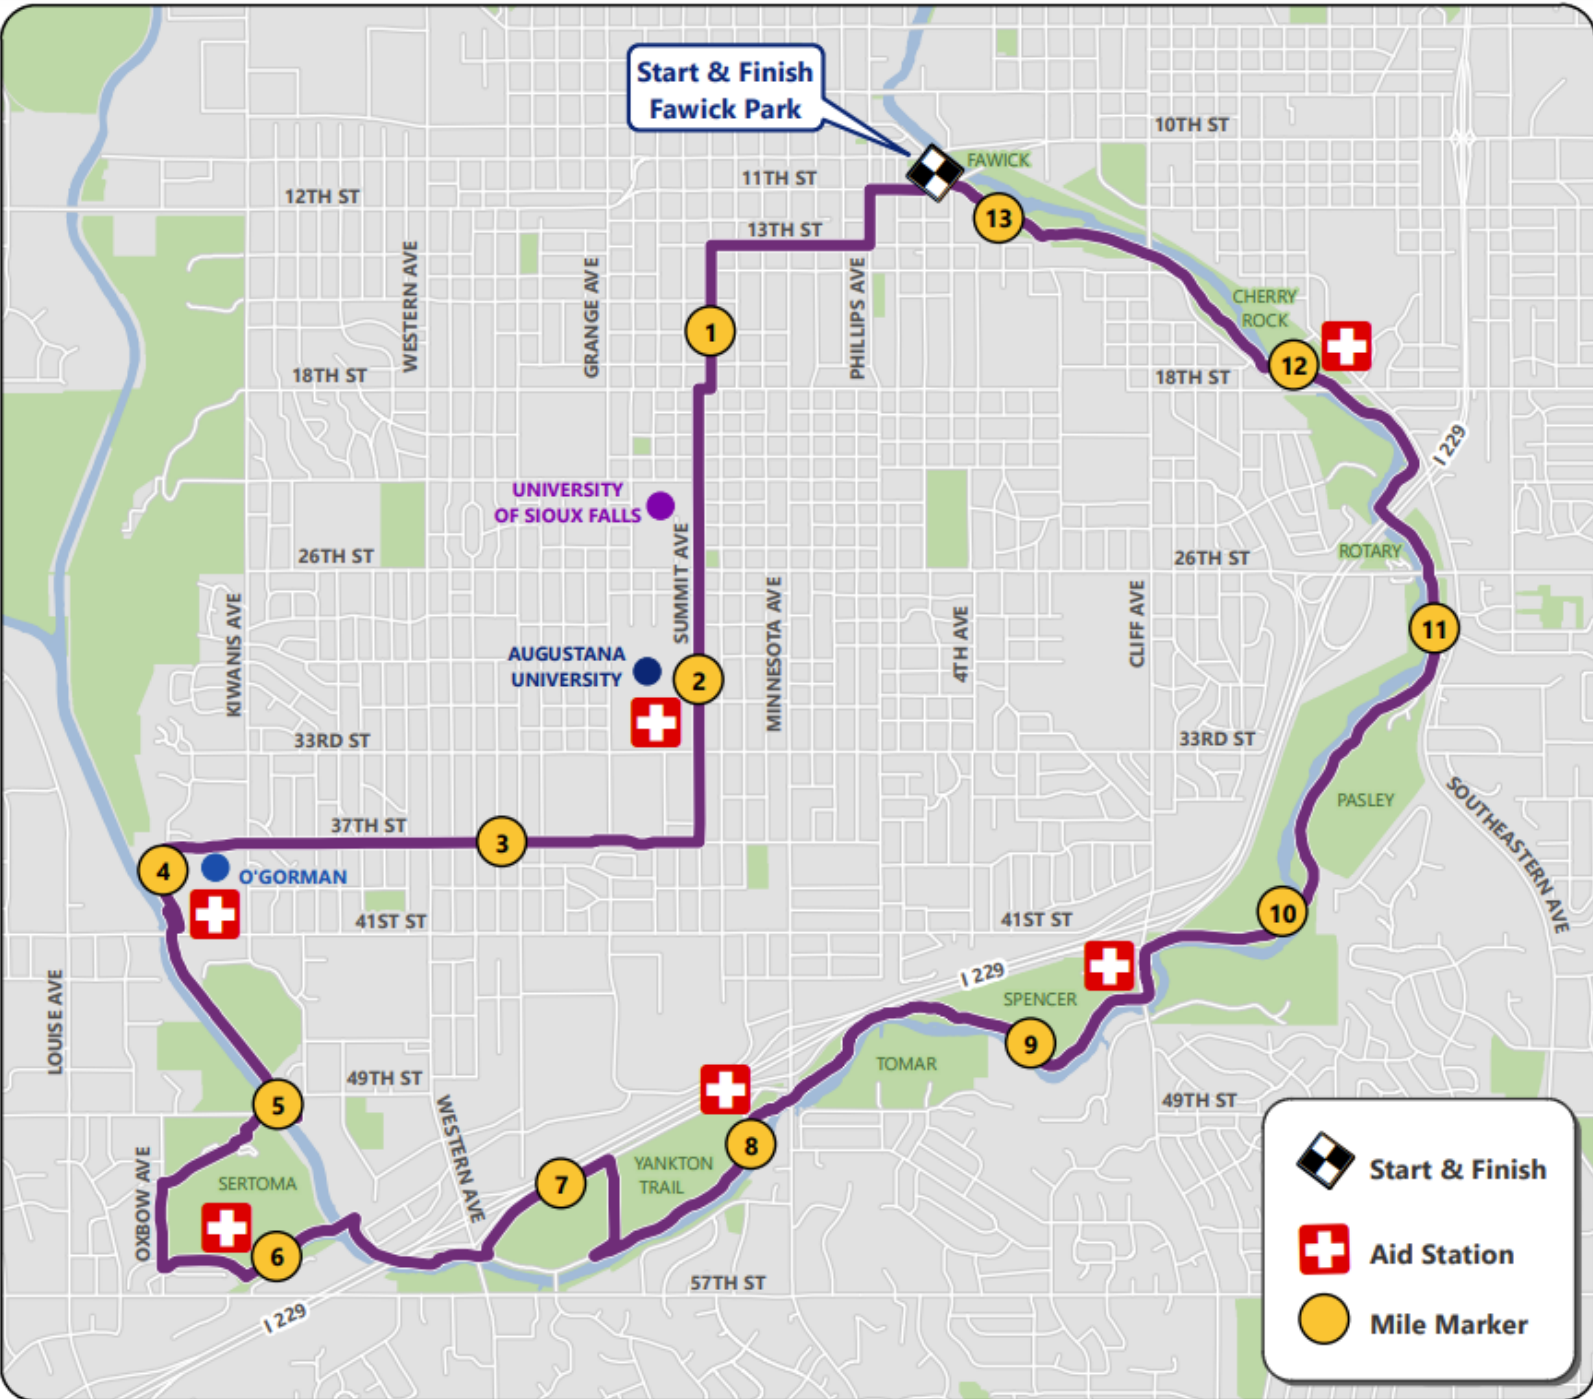 Start & Finish
Fawick Park
10TH ST
FAWICK
11TH ST
12TH ST
13TH ST
13
WESTERN AVE
GRANGE AVE
PHILLIPS AVE
CHERRY
ROCK
1
12
18TH ST
18TH ST
I 229
UNIVERSITY
OF SIOUX FALLS
SUMMIT AVE
26TH ST
26TH ST
ROTARY
KIWANIS AVE
MINNESOTA AVE
4TH AVE
CLIFF AVE
11
AUGUSTANA
UNIVERSITY
2
33RD ST
33RD ST
PASLEY
SOUTHEASTERN AVE
37TH ST
3
4
O'GORMAN
41ST ST
41ST ST
10
LOUISE AVE
I 229
SPENCER
9
TOMAR
49TH ST
49TH ST
5
WESTERN AVE
OXBOW AVE
SERTOMA
YANKTON
TRAIL
8
7
6
57TH ST
I 229
Start & Finish
Aid Station
Mile Marker